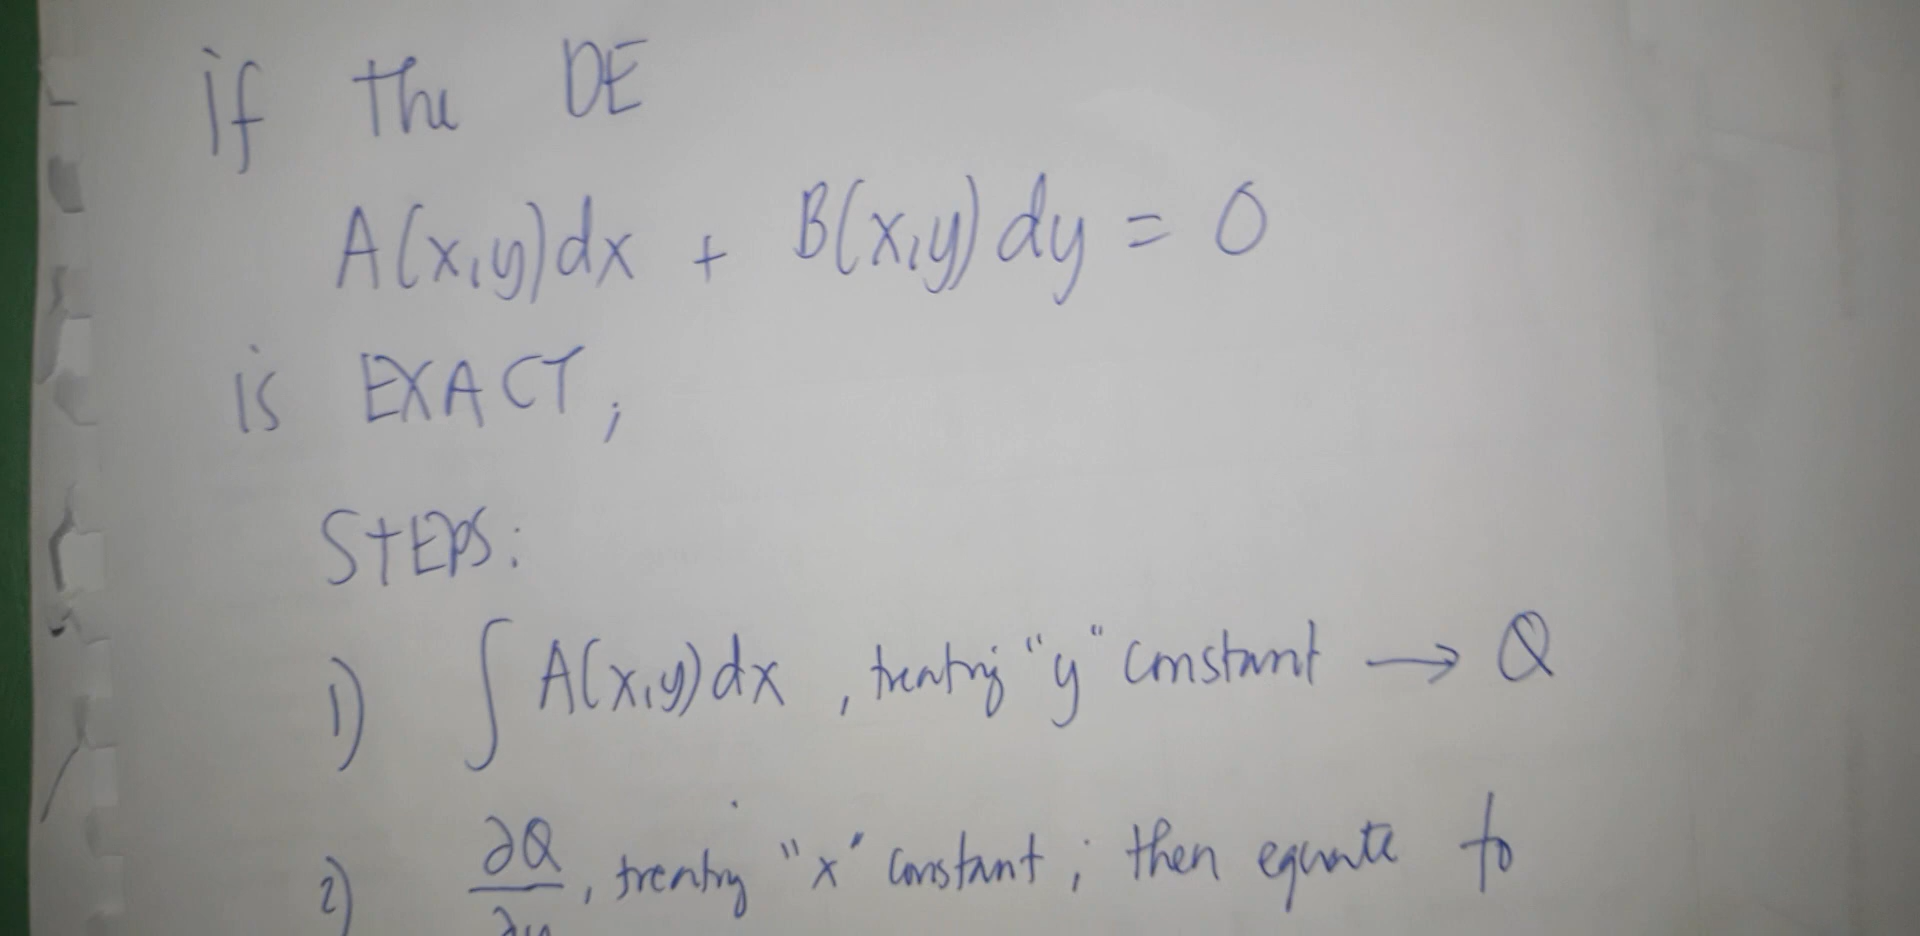 if the DE
A(x,y)dx + B(x,y)dy = 0
is EXACT,
STEPS:
1) ∫ A(x,y)dx , treating "y" constant → Q
2) ∂Q/∂y , treating "x" constant ; then equate to